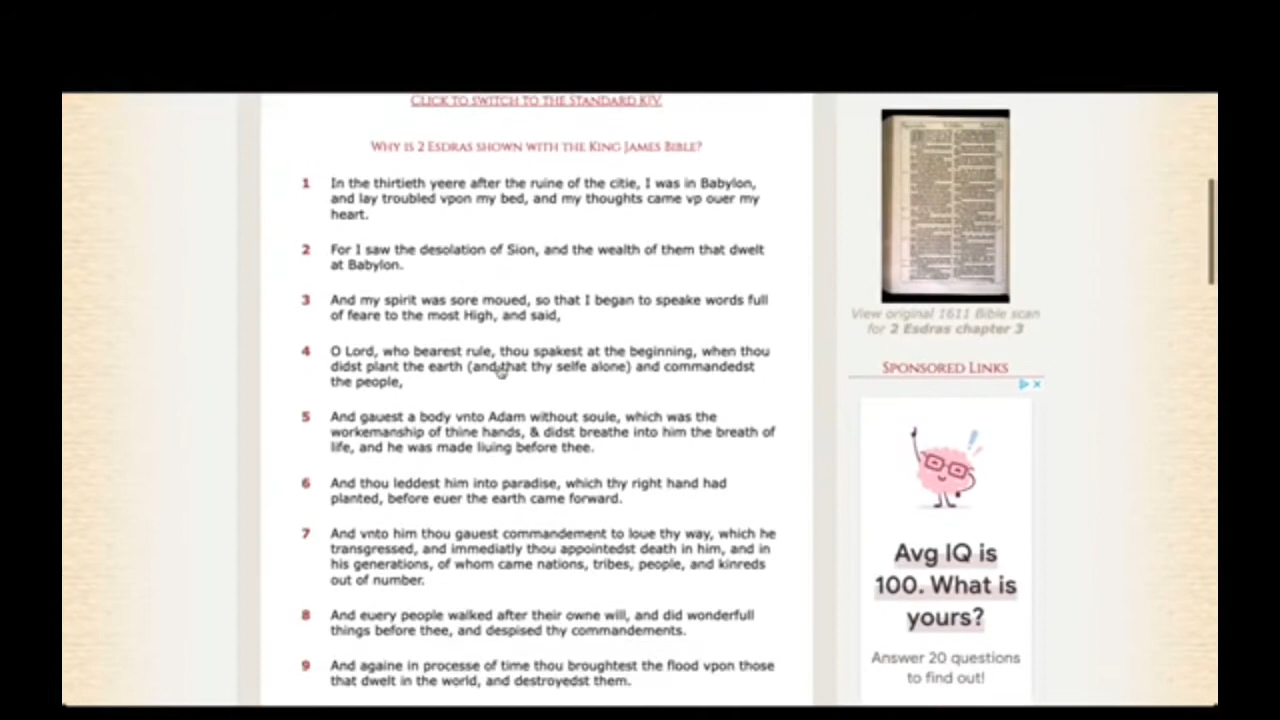 CLICK TO SWITCH TO THE STANDARD KJV
WHY IS 2 ESDRAS SHOWN WITH THE KING JAMES BIBLE?
1 In the thirtieth yeere after the ruine of the citie, I was in Babylon,
and lay troubled vpon my bed, and my thoughts came vp ouer my
heart.
2 For I saw the desolation of Sion, and the wealth of them that dwelt
at Babylon.
3 And my spirit was sore moued, so that I began to speake words full
of feare to the most High, and said,
4 O Lord, who bearest rule, thou spakest at the beginning, when thou
didst plant the earth (and that thy selfe alone) and commandedst
the people,
5 And gauest a body vnto Adam without soule, which was the
workemanship of thine hands, & didst breathe into him the breath of
life, and he was made liuing before thee.
6 And thou leddest him into paradise, which thy right hand had
planted, before euer the earth came forward.
7 And vnto him thou gauest commandement to loue thy way, which he
transgressed, and immediatly thou appointedst death in him, and in
his generations, of whom came nations, tribes, people, and kinreds
out of number.
8 And euery people walked after their owne will, and did wonderfull
things before thee, and despised thy commandements.
9 And againe in processe of time thou broughtest the flood vpon those
that dwelt in the world, and destroyedst them.
View original 1611 Bible scan
for 2 Esdras chapter 3
SPONSORED LINKS
Avg IQ is
100. What is
yours?
Answer 20 questions
to find out!